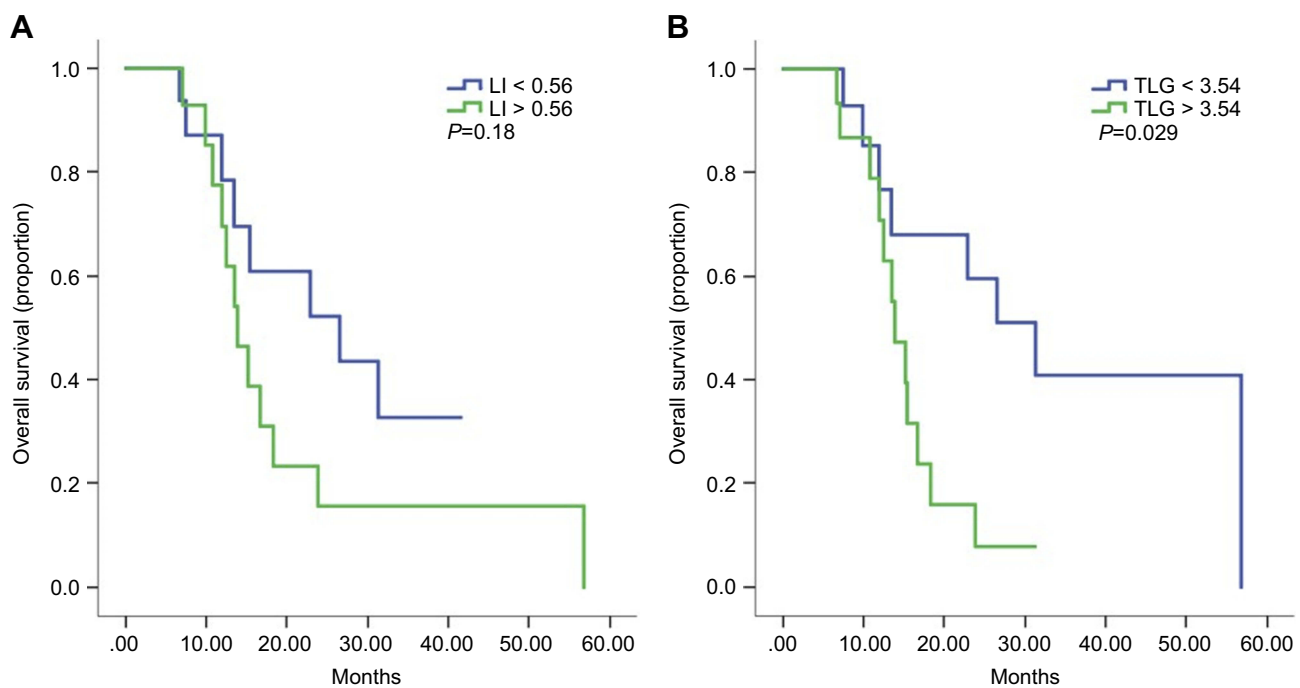 A
Overall survival (proportion)
1.0
0.8
0.6
0.4
0.2
0.0
LI < 0.56
LI > 0.56
P=0.18
.00 10.00 20.00 30.00 40.00 50.00 60.00
Months
B
Overall survival (proportion)
1.0
0.8
0.6
0.4
0.2
0.0
TLG < 3.54
TLG > 3.54
P=0.029
.00 10.00 20.00 30.00 40.00 50.00 60.00
Months